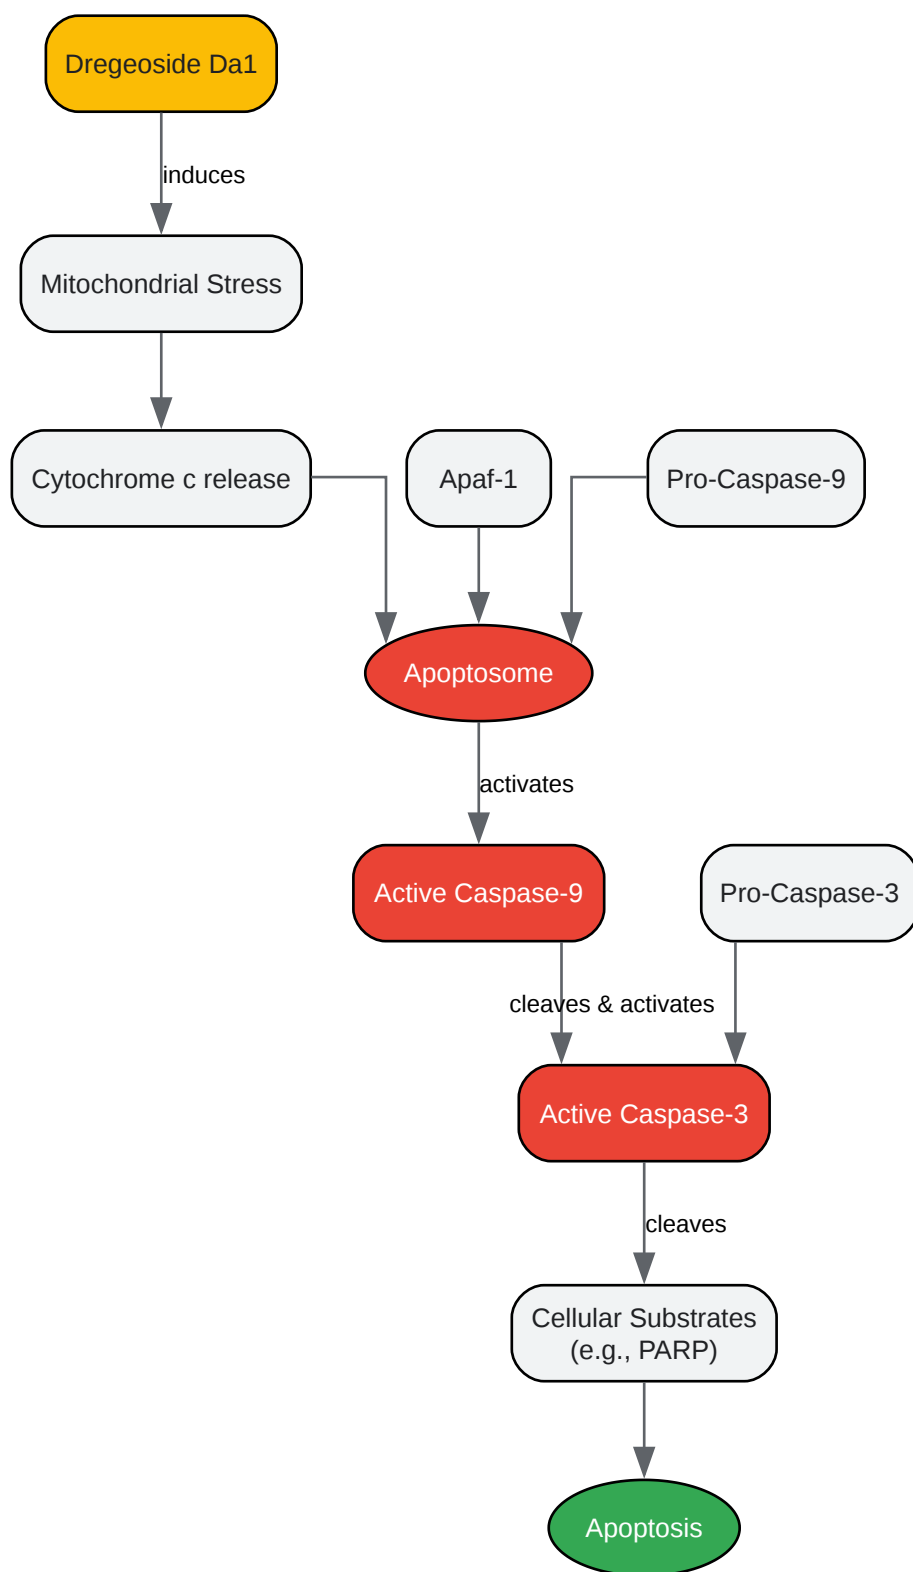 Dregeoside Da1
induces
Mitochondrial Stress
Cytochrome c release
Apaf-1
Pro-Caspase-9
Apoptosome
activates
Active Caspase-9
Pro-Caspase-3
cleaves & activates
Active Caspase-3
cleaves
Cellular Substrates
(e.g., PARP)
Apoptosis